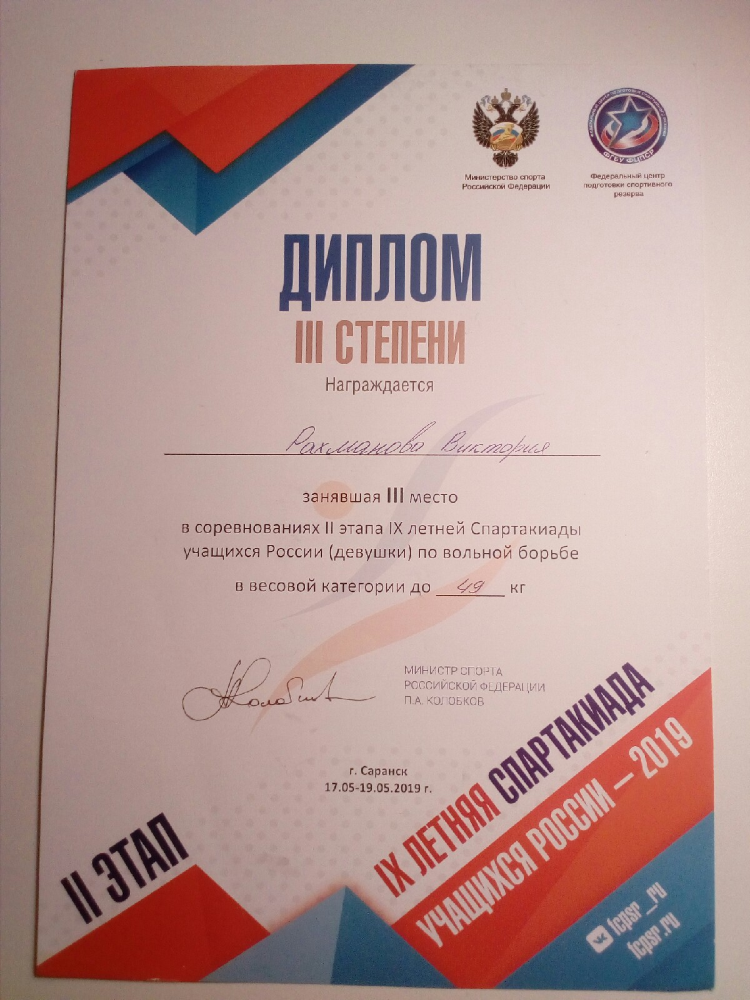 ФЕДЕРАЛЬНЫЙ ЦЕНТР ПОДГОТОВКИ СПОРТИВНОГО РЕЗЕРВА
ФГБУ ФЦПСР
Министерство спорта
Российской Федерации
Федеральный центр
подготовки спортивного
резерва
ДИПЛОМ
III СТЕПЕНИ
Награждается
Рахманова Виктория
занявшая III место
в соревнованиях II этапа IX летней Спартакиады
учащихся России (девушки) по вольной борьбе
в весовой категории до 49 кг
МИНИСТР СПОРТА
РОССИЙСКОЙ ФЕДЕРАЦИИ
П.А. КОЛОБКОВ
г. Саранск
17.05-19.05.2019 г.
II ЭТАП
IX ЛЕТНЯЯ СПАРТАКИАДА
УЧАЩИХСЯ РОССИИ — 2019
fcpsr_ru
fcpsr.ru